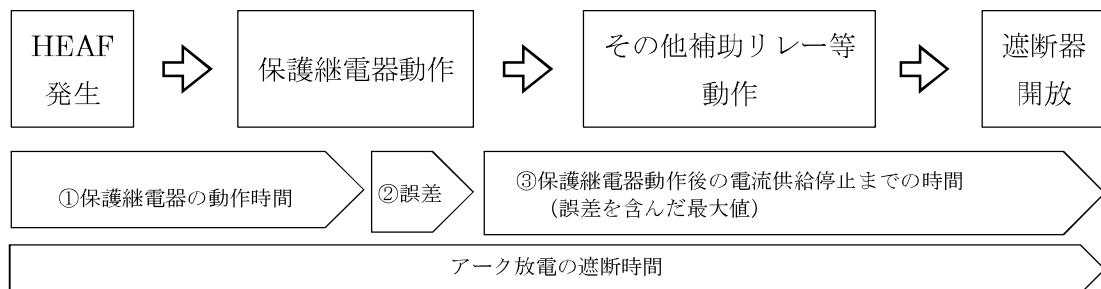 HEAF
発生
保護継電器動作
その他補助リレー等
動作
遮断器
開放
①保護継電器の動作時間
②誤差
③保護継電器動作後の電流供給停止までの時間
(誤差を含んだ最大値)
アーク放電の遮断時間